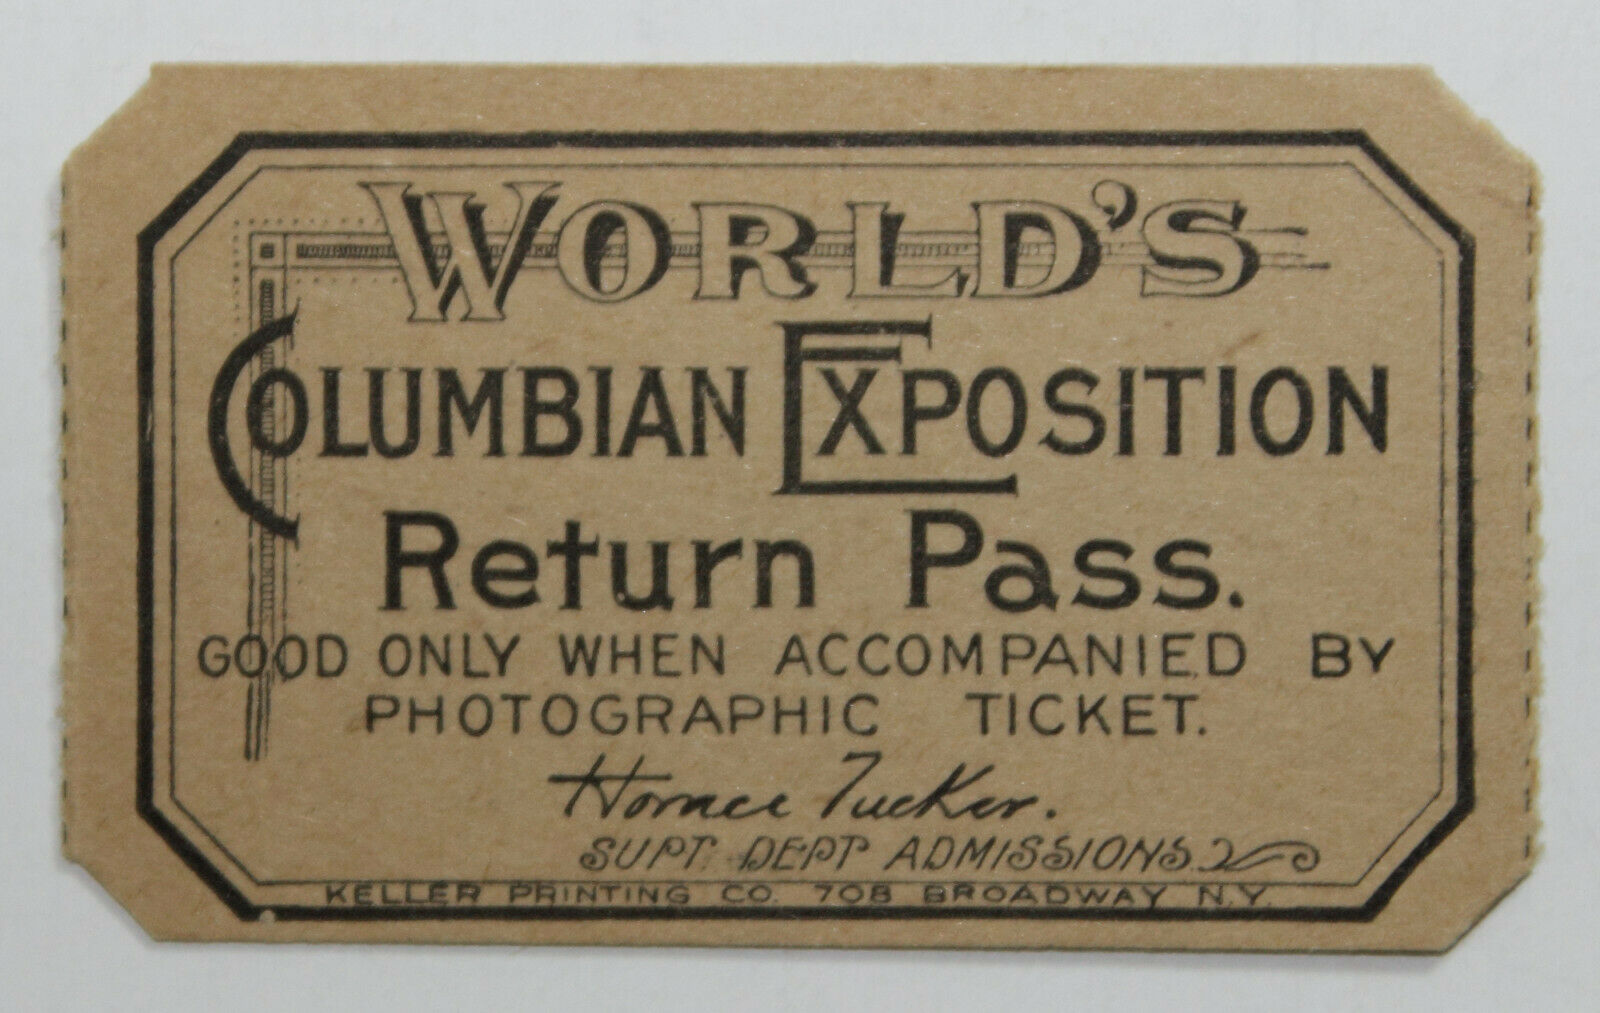 WORLD'S
COLUMBIAN EXPOSITION
Return Pass.
GOOD ONLY WHEN ACCOMPANIED BY
PHOTOGRAPHIC TICKET.
Horace Tucker.
SUPT. DEPT ADMISSIONS.
KELLER PRINTING CO. 708 BROADWAY N.Y.